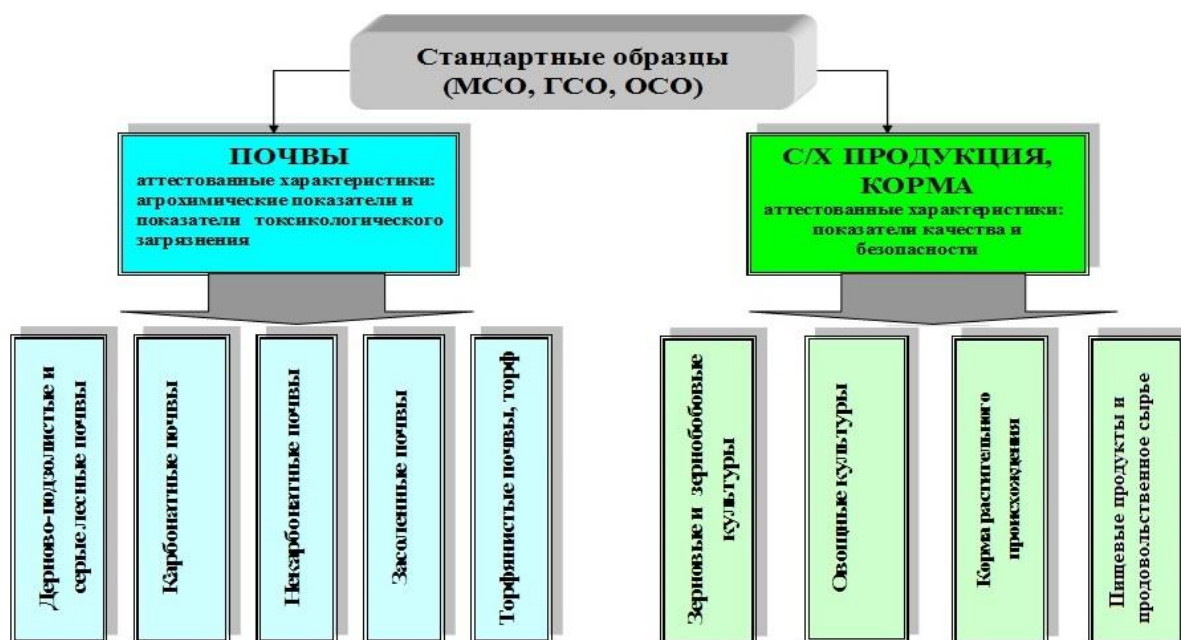 Стандартные образцы
(МСО, ГСО, ОСО)
ПОЧВЫ
аттестованные характеристики:
агрохимические показатели и
показатели токсикологического
загрязнения
С/Х ПРОДУКЦИЯ,
КОРМА
аттестованные характеристики:
показатели качества и
безопасности
Дерново-подзолистые и
серые лесные почвы
Карбонатные почвы
Некарбонатные почвы
Засоленные почвы
Торфянистые почвы, торф
Зерновые и зернобобовые
культуры
Овощные культуры
Корма растительного
происхождения
Пищевые продукты и
продовольственное сырье